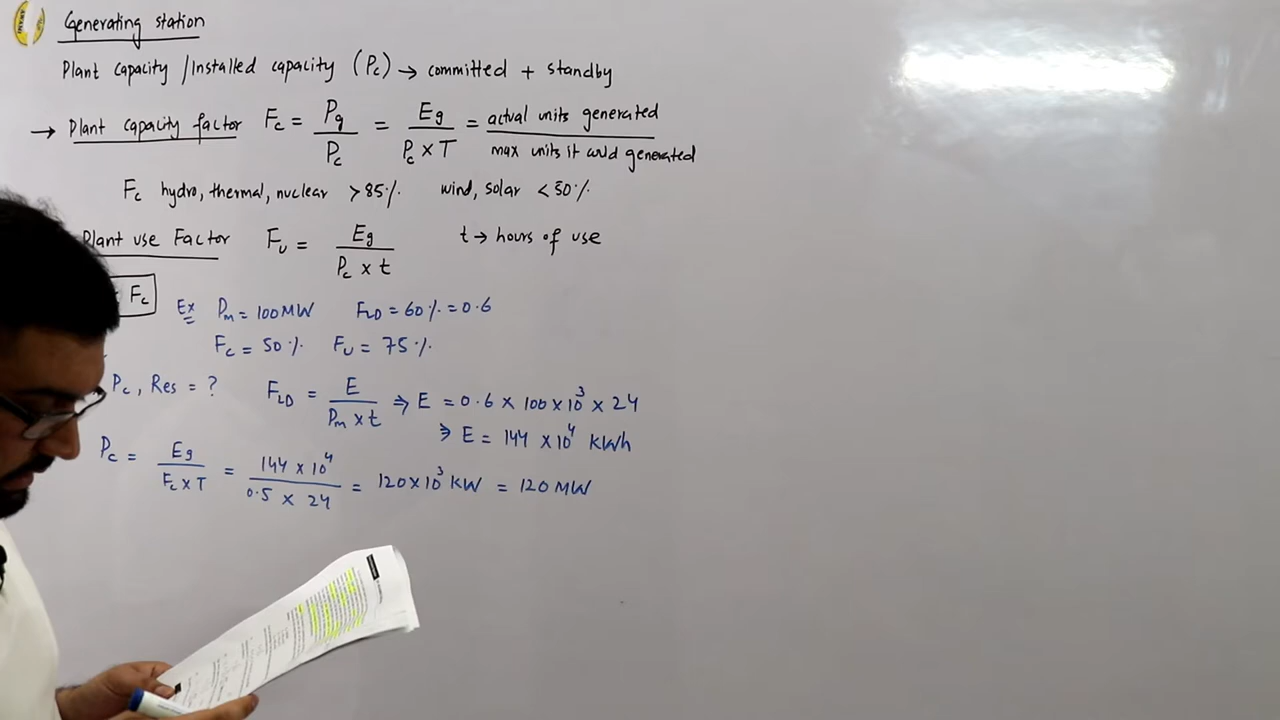 Generating station
Plant capacity /Installed capacity (Pc) → committed + standby
→ Plant capacity factor Fc = Pg / Pc = Eg / Pc × T = actual units generated / max units it could generated
Fc hydro, thermal, nuclear > 85% wind, solar < 50%
Plant use Factor Fu = Eg / Pc × t t → hours of use
Fc
Ex Pm = 100 MW FLD = 60% = 0.6
Fc = 50% Fu = 75%
Pc, Res = ? FLD = E / Pm × t ⇒ E = 0.6 × 100 × 10³ × 24
⇒ E = 144 × 10⁴ KWh
Pc = Eg / Fc × T = 144 × 10⁴ / 0.5 × 24 = 120 × 10³ KW = 120 MW